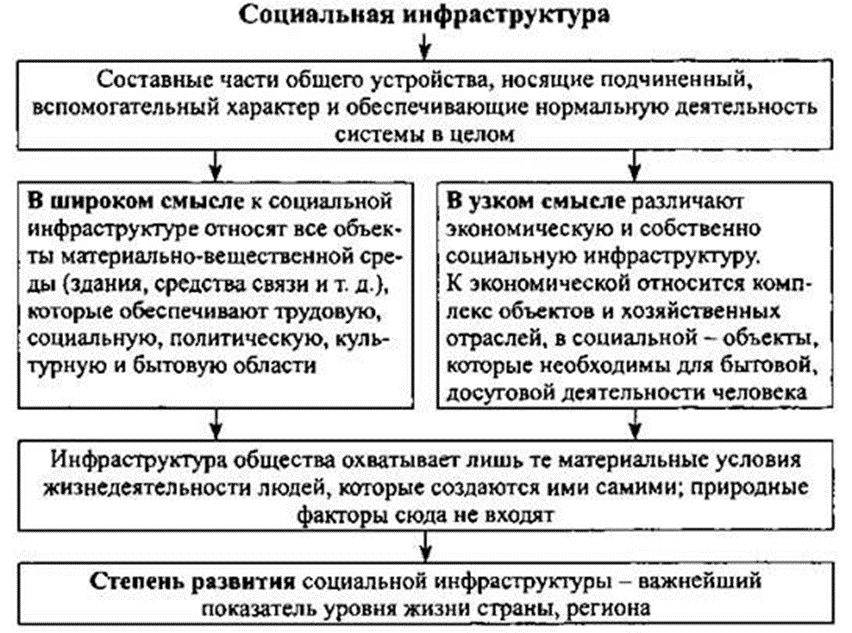 Социальная инфраструктура
Составные части общего устройства, носящие подчиненный,
вспомогательный характер и обеспечивающие нормальную деятельность
системы в целом
В широком смысле к социальной
инфраструктуре относят все объек-
ты материально-вещественной сре-
ды (здания, средства связи и т. д.),
которые обеспечивают трудовую,
социальную, политическую, куль-
турную и бытовую области
В узком смысле различают
экономическую и собственно
социальную инфраструктуру.
К экономической относится комп-
лекс объектов и хозяйственных
отраслей, в социальной – объекты,
которые необходимы для бытовой,
досуговой деятельности человека
Инфраструктура общества охватывает лишь те материальные условия
жизнедеятельности людей, которые создаются ими самими; природные
факторы сюда не входят
Степень развития социальной инфраструктуры – важнейший
показатель уровня жизни страны, региона